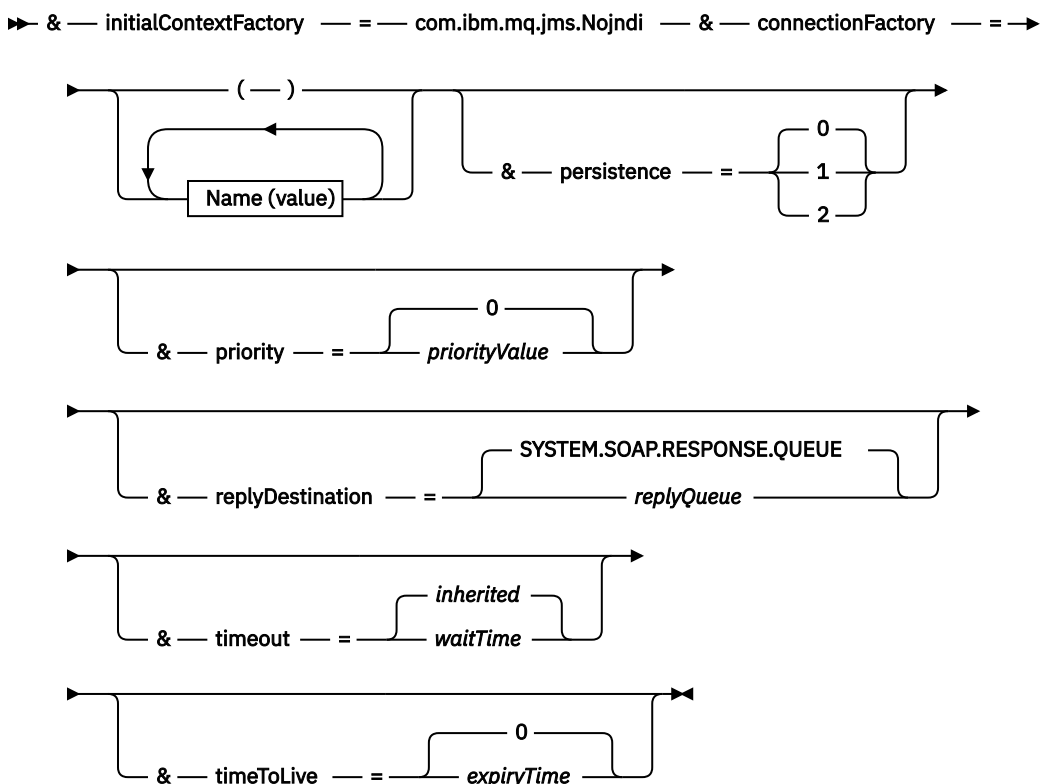 & initialContextFactory = com.ibm.mq.jms.Nojndi & connectionFactory =
( )
Name (value)
& persistence =
0
1
2
& priority =
0
priorityValue
& replyDestination =
SYSTEM.SOAP.RESPONSE.QUEUE
replyQueue
& timeout =
inherited
waitTime
& timeToLive =
0
expiryTime